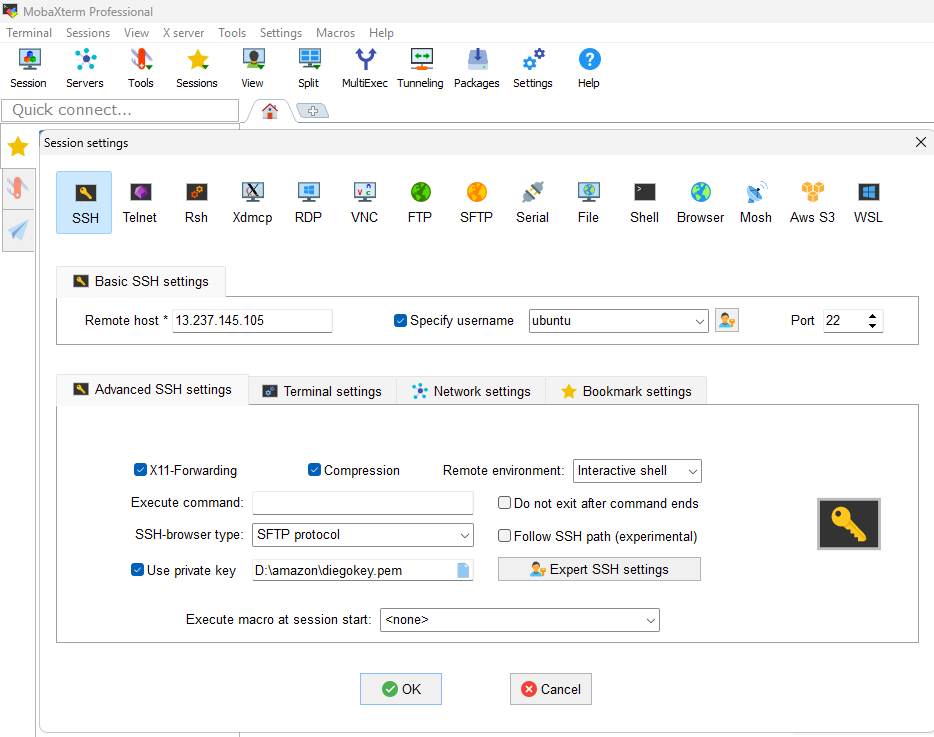 MobaXterm Professional
Terminal Sessions View X server Tools Settings Macros Help
Session Servers Tools Sessions View Split MultiExec Tunneling Packages Settings Help
Quick connect...
Session settings
SSH Telnet Rsh Xdmcp RDP VNC FTP SFTP Serial File Shell Browser Mosh Aws S3 WSL
Basic SSH settings
Remote host * 13.237.145.105 Specify username ubuntu Port 22
Advanced SSH settings Terminal settings Network settings Bookmark settings
X11-Forwarding Compression Remote environment: Interactive shell
Execute command: Do not exit after command ends
SSH-browser type: SFTP protocol Follow SSH path (experimental)
Use private key D:\amazon\diegokey.pem Expert SSH settings
Execute macro at session start: <none>
OK Cancel